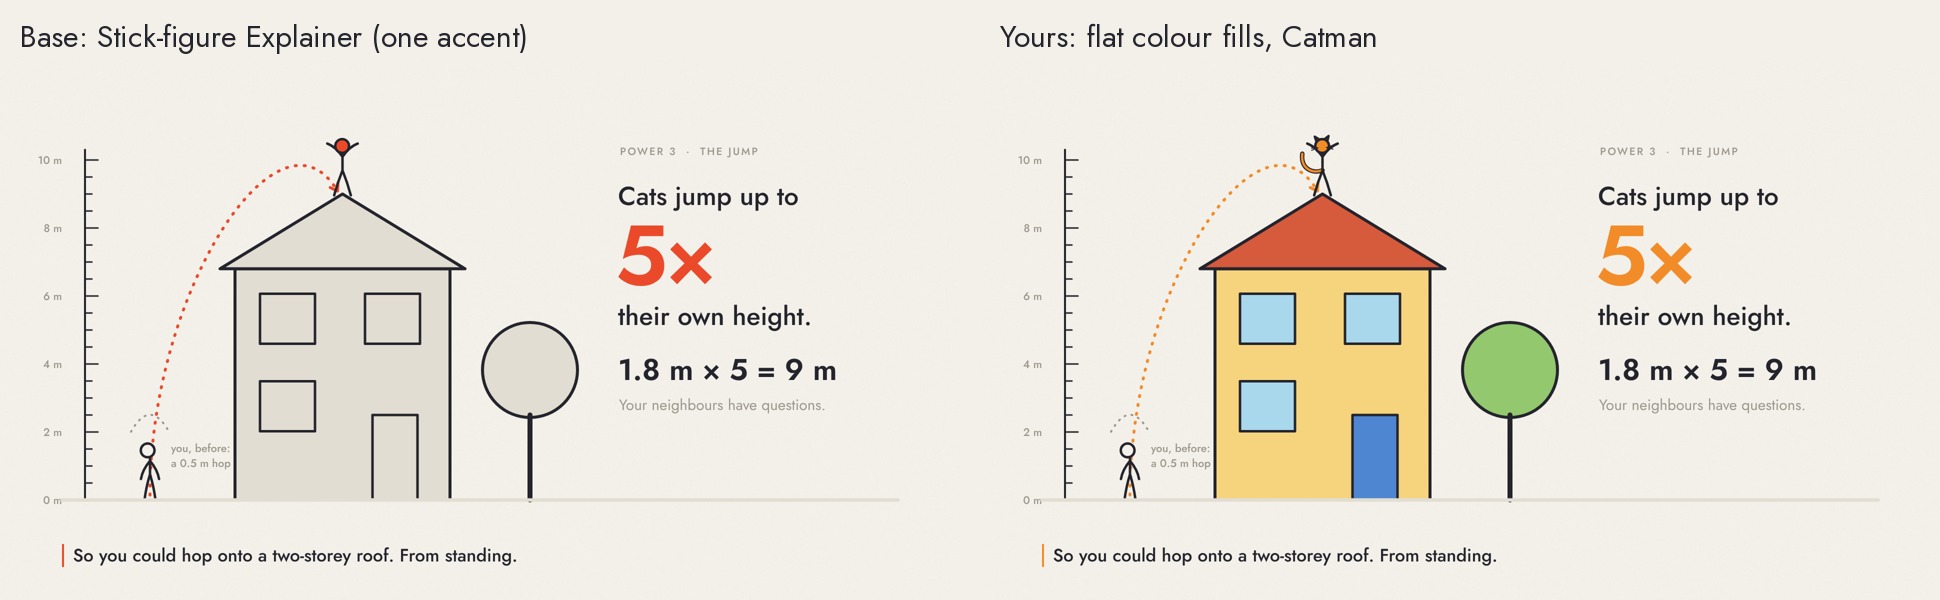 Base: Stick-figure Explainer (one accent)
10 m
8 m
6 m
4 m
2 m
0 m
you, before:
a 0.5 m hop
POWER 3 · THE JUMP
Cats jump up to
5×
their own height.
1.8 m × 5 = 9 m
Your neighbours have questions.
So you could hop onto a two-storey roof. From standing.
Yours: flat colour fills, Catman
10 m
8 m
6 m
4 m
2 m
0 m
you, before:
a 0.5 m hop
POWER 3 · THE JUMP
Cats jump up to
5×
their own height.
1.8 m × 5 = 9 m
Your neighbours have questions.
So you could hop onto a two-storey roof. From standing.